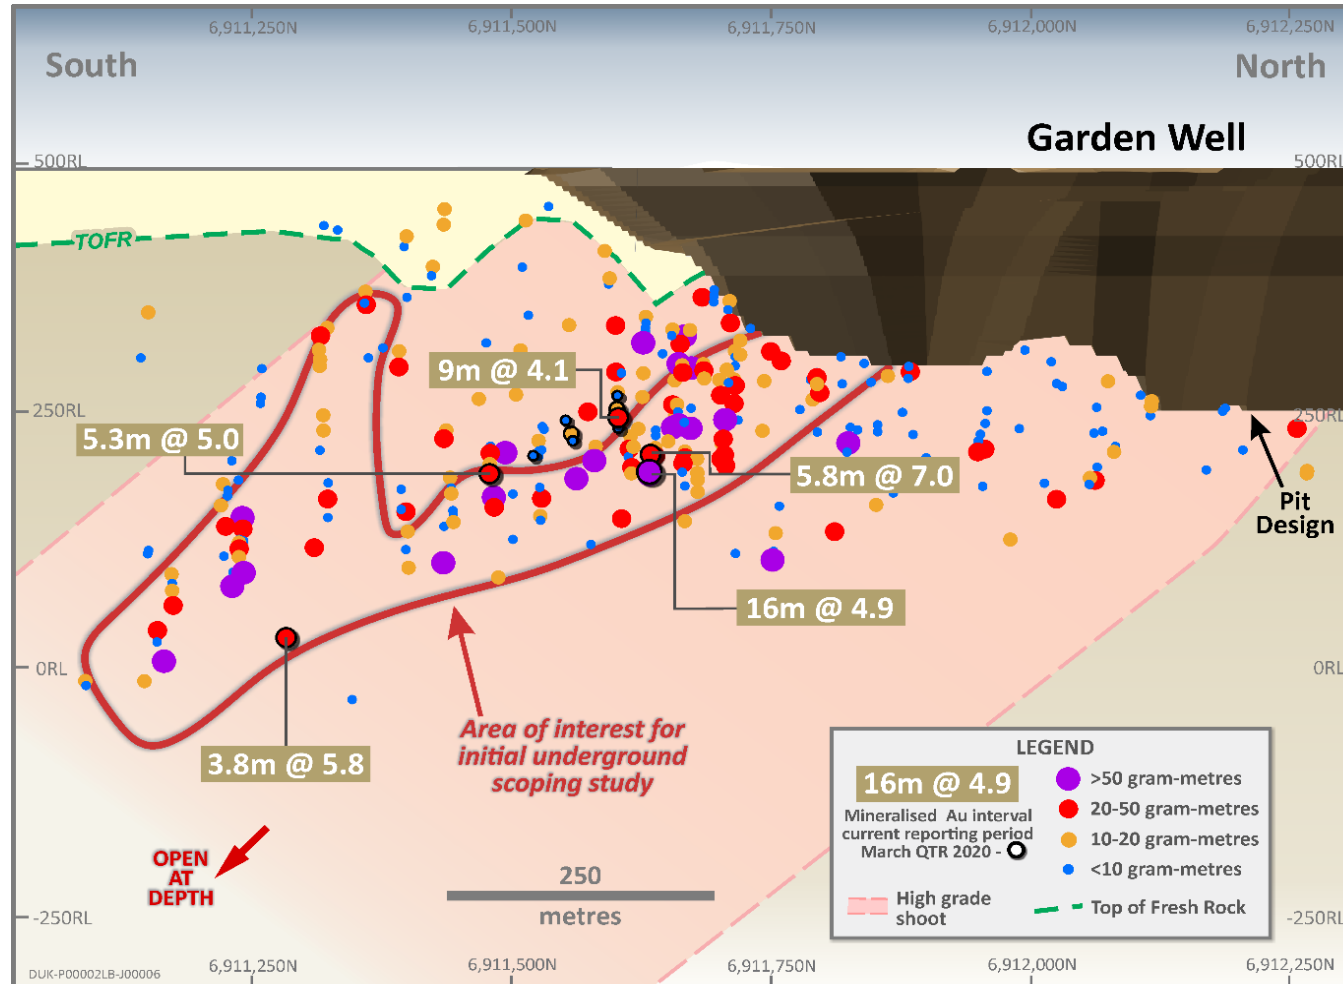 6,911,250N
6,911,500N
6,911,750N
6,912,000N
6,912,250N
South
North
Garden Well
500RL
500RL
TOFR
9m @ 4.1
250RL
250RL
5.3m @ 5.0
5.8m @ 7.0
Pit
Design
16m @ 4.9
0RL
0RL
Area of interest for
initial underground
scoping study
3.8m @ 5.8
OPEN
AT
DEPTH
250
metres
LEGEND
16m @ 4.9
Mineralised Au interval
current reporting period
March QTR 2020 -
>50 gram-metres
20-50 gram-metres
10-20 gram-metres
<10 gram-metres
High grade
shoot
Top of Fresh Rock
-250RL
-250RL
DUK-P00002LB-J00006
6,911,250N
6,911,500N
6,911,750N
6,912,000N
6,912,250N